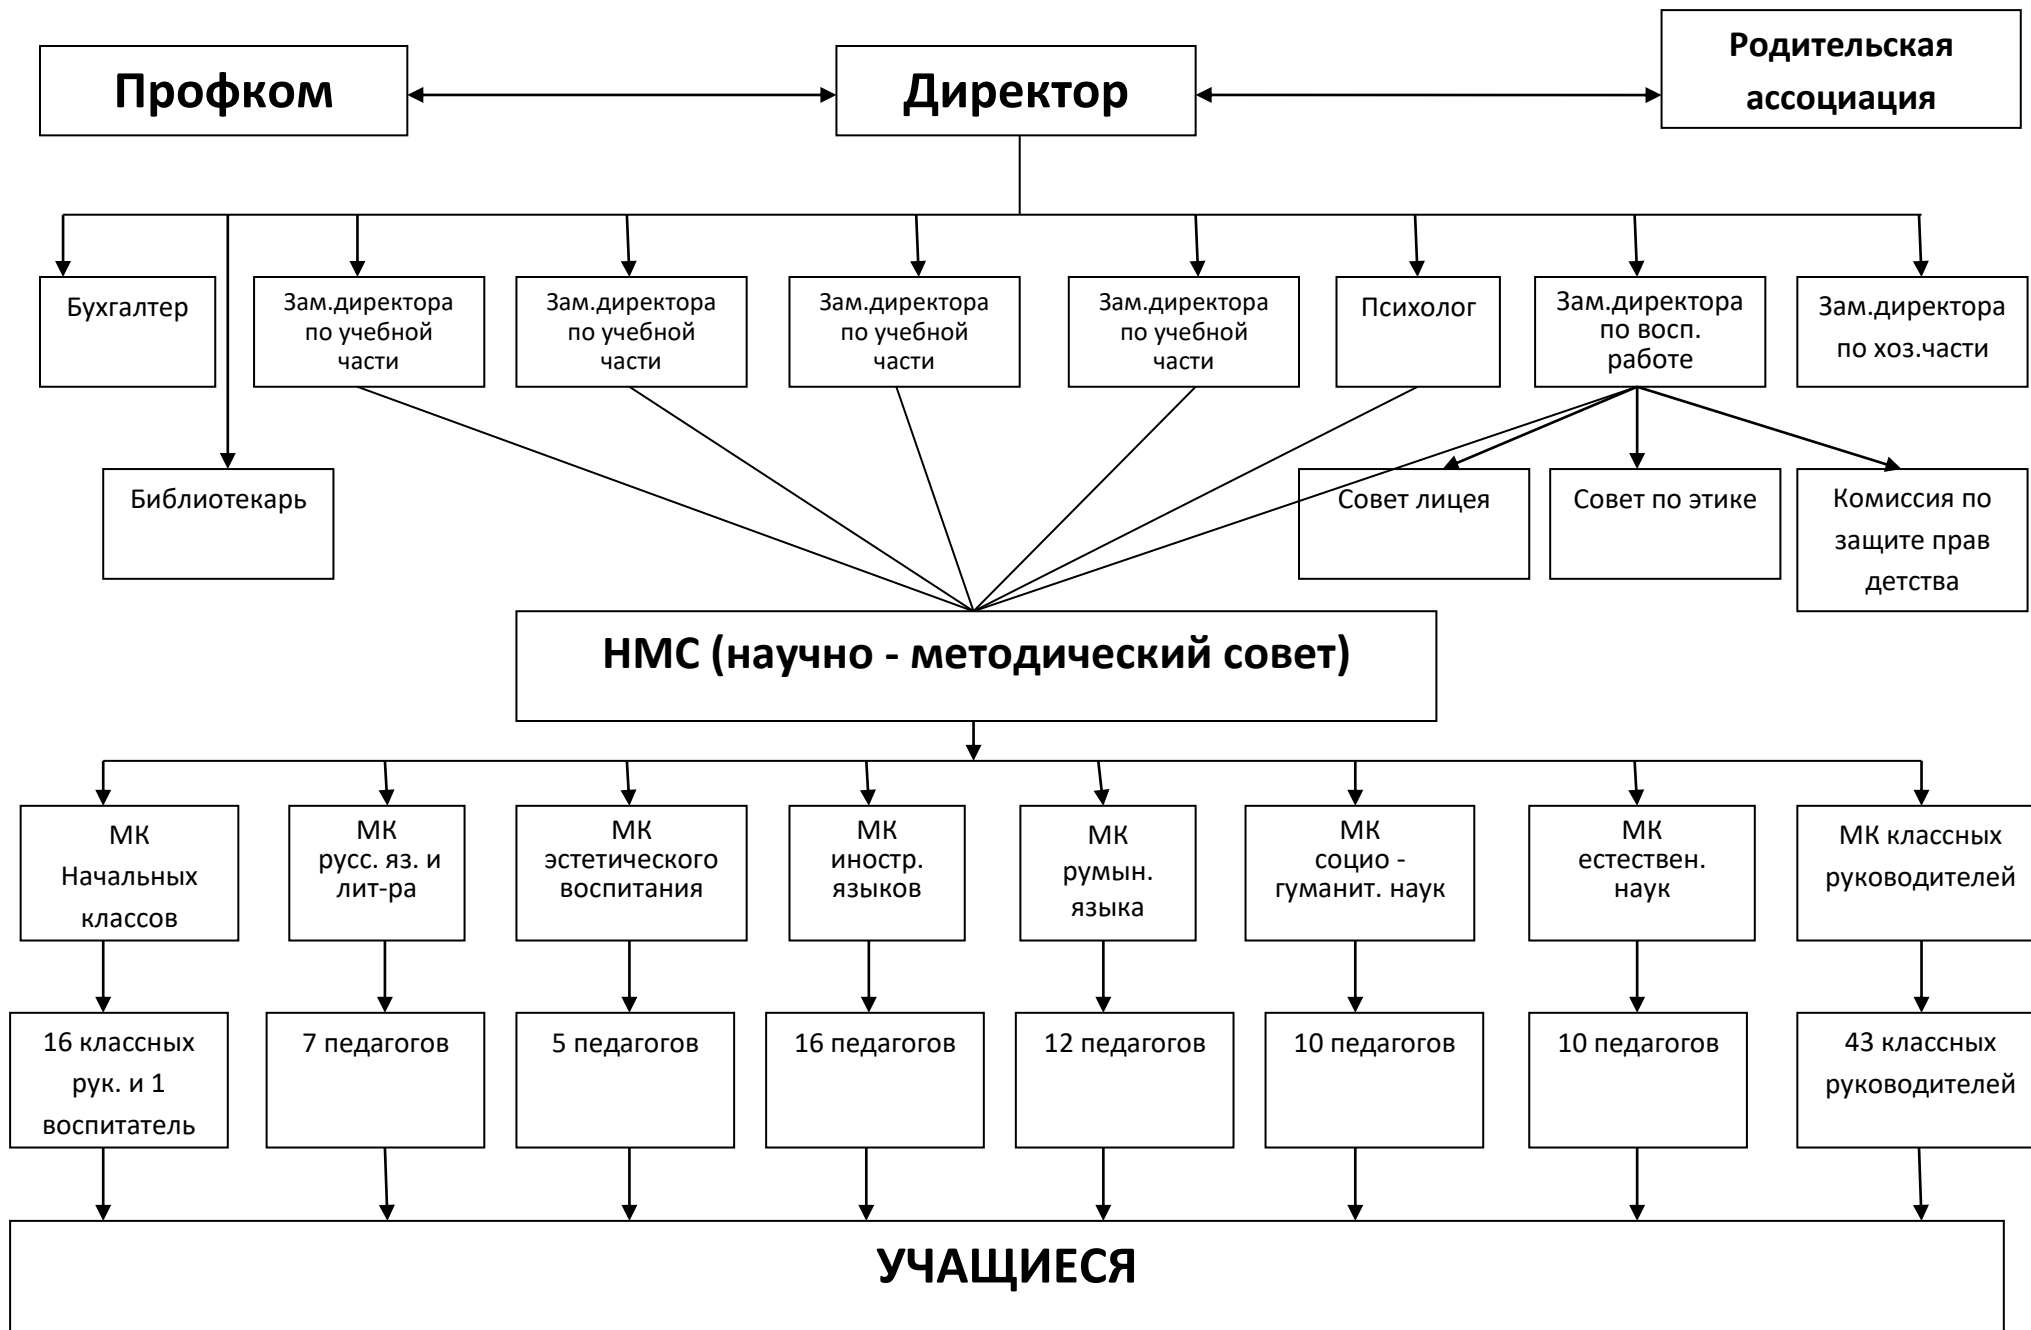 Профком
Директор
Родительская
ассоциация
Бухгалтер
Зам.директора
по учебной
части
Зам.директора
по учебной
части
Зам.директора
по учебной
части
Зам.директора
по учебной
части
Психолог
Зам.директора
по восп.
работе
Зам.директора
по хоз.части
Библиотекарь
Совет лицея
Совет по этике
Комиссия по
защите прав
детства
НМС (научно - методический совет)
МК
Начальных
классов
МК
русс. яз. и
лит-ра
МК
эстетического
воспитания
МК
иностр.
языков
МК
румын.
языка
МК
социо -
гуманит. наук
МК
естествен.
наук
МК классных
руководителей
16 классных
рук. и 1
воспитатель
7 педагогов
5 педагогов
16 педагогов
12 педагогов
10 педагогов
10 педагогов
43 классных
руководителей
УЧАЩИЕСЯ